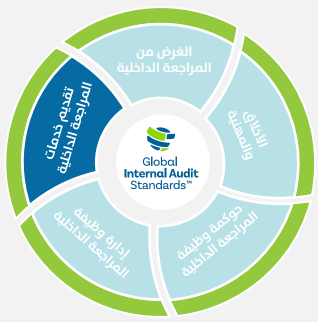 الغرض من
المراجعة الداخلية
الأخلاق
والمهنية
حوكمة وظيفة
المراجعة الداخلية
إدارة وظيفة
المراجعة الداخلية
تقديم خدمات
المراجعة الداخلية
Global
Internal Audit
Standards™